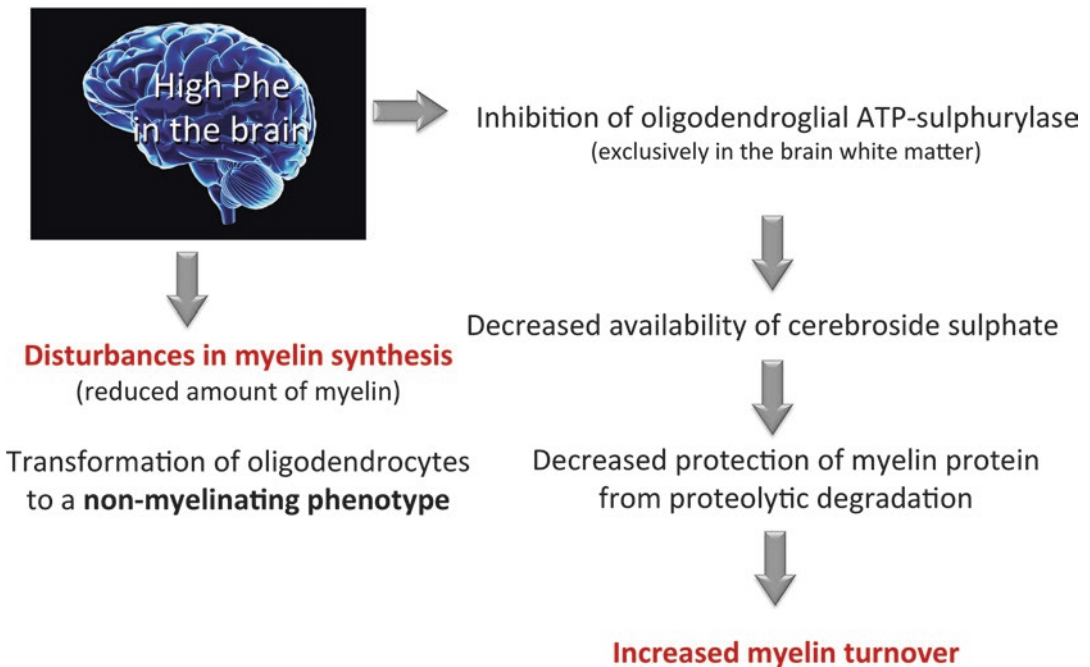 High Phe
in the brain
Inhibition of oligodendroglial ATP-sulphurylase
(exclusively in the brain white matter)
Decreased availability of cerebroside sulphate
Disturbances in myelin synthesis
(reduced amount of myelin)
Transformation of oligodendrocytes
to a non-myelinating phenotype
Decreased protection of myelin protein
from proteolytic degradation
Increased myelin turnover